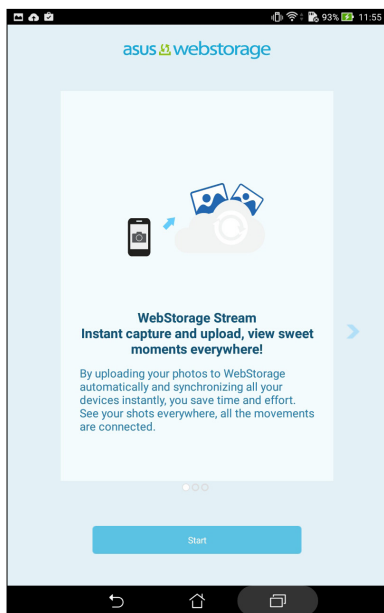 93% 11:55
asus webstorage
WebStorage Stream
Instant capture and upload, view sweet
moments everywhere!
By uploading your photos to WebStorage
automatically and synchronizing all your
devices instantly, you save time and effort.
See your shots everywhere, all the movements
are connected.
Start